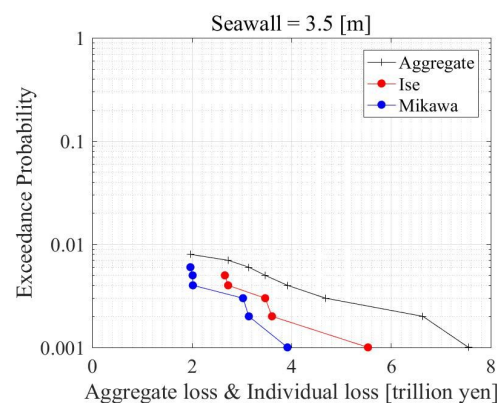 Seawall = 3.5 [m]
1
Aggregate
Ise
Mikawa
0.1
Exceedance Probability
0.01
0.001
0 2 4 6 8
Aggregate loss & Individual loss [trillion yen]